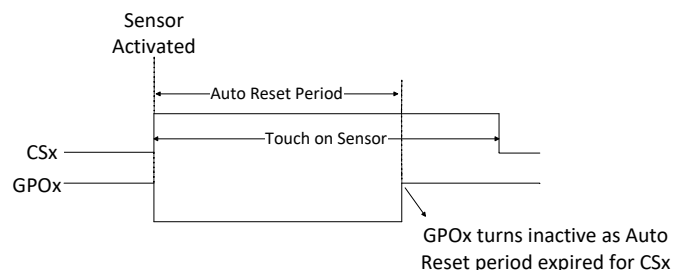 Sensor
Activated
Auto Reset Period
Touch on Sensor
CSx
GPOx
GPOx turns inactive as Auto
Reset period expired for CSx